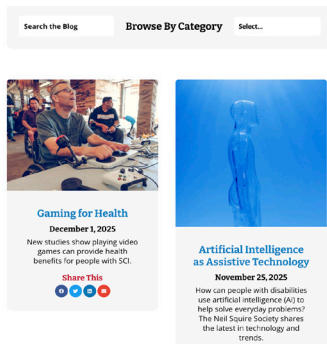 Search the Blog
Browse By Category
Select...
Gaming for Health
December 1, 2025
New studies show playing video
games can provide health
benefits for people with SCI.
Share This
Artificial Intelligence
as Assistive Technology
November 25, 2025
How can people with disabilities
use artificial intelligence (AI) to
help solve everyday problems?
The Neil Squire Society shares
the latest in technology and
trends.